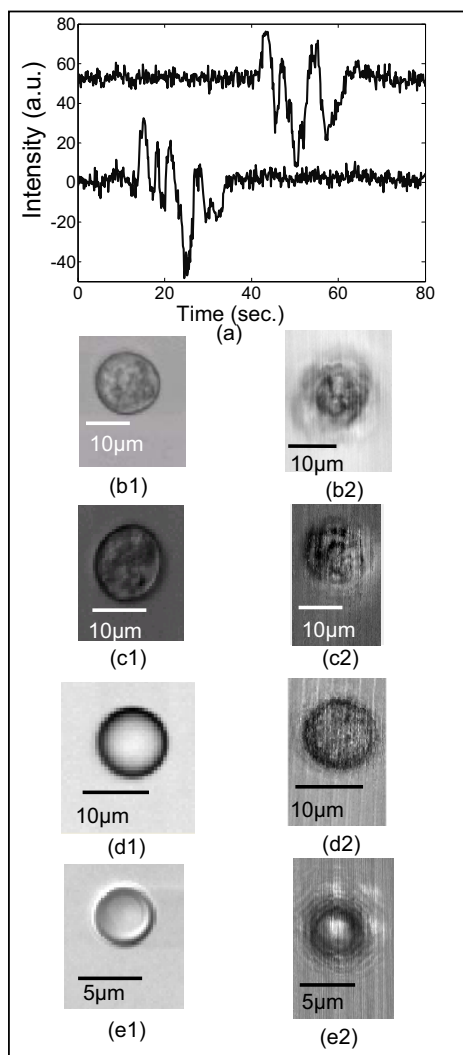 80
60
40
20
0
-20
-40
Intensity (a.u.)
0 20 40 60 80
Time (sec.)
(a)
10µm 10µm
(b1) (b2)
10µm 10µm
(c1) (c2)
10µm 10µm
(d1) (d2)
5µm 5µm
(e1) (e2)